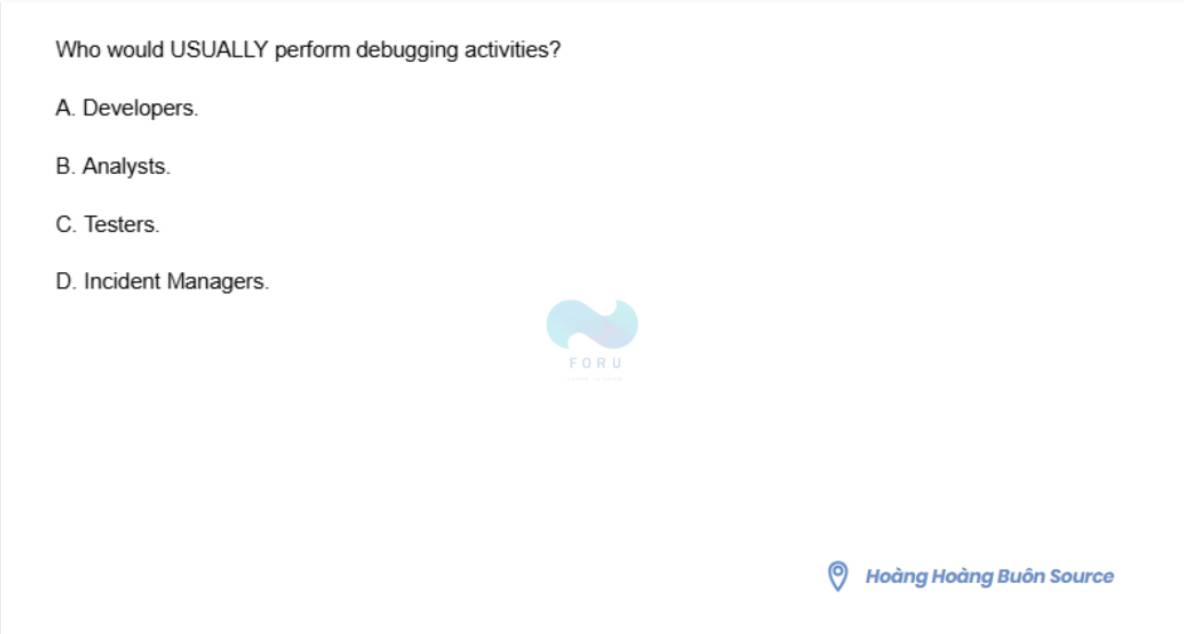 Who would USUALLY perform debugging activities?
A. Developers.
B. Analysts.
C. Testers.
D. Incident Managers.
FORU
Hoàng Hoàng Buôn Source